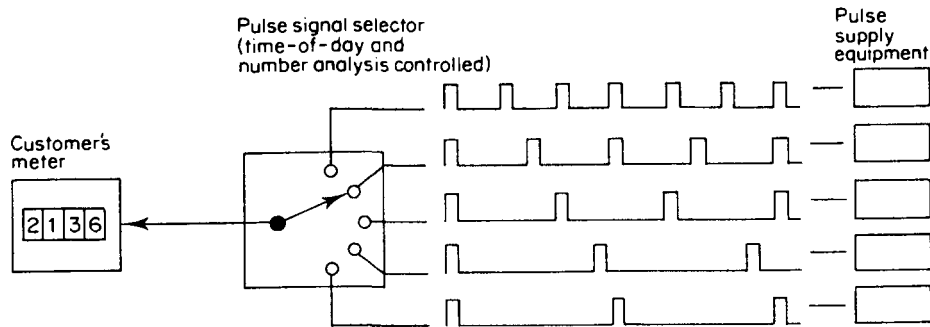 Pulse signal selector
(time-of-day and
number analysis controlled)
Pulse
supply
equipment
Customer's
meter
2136